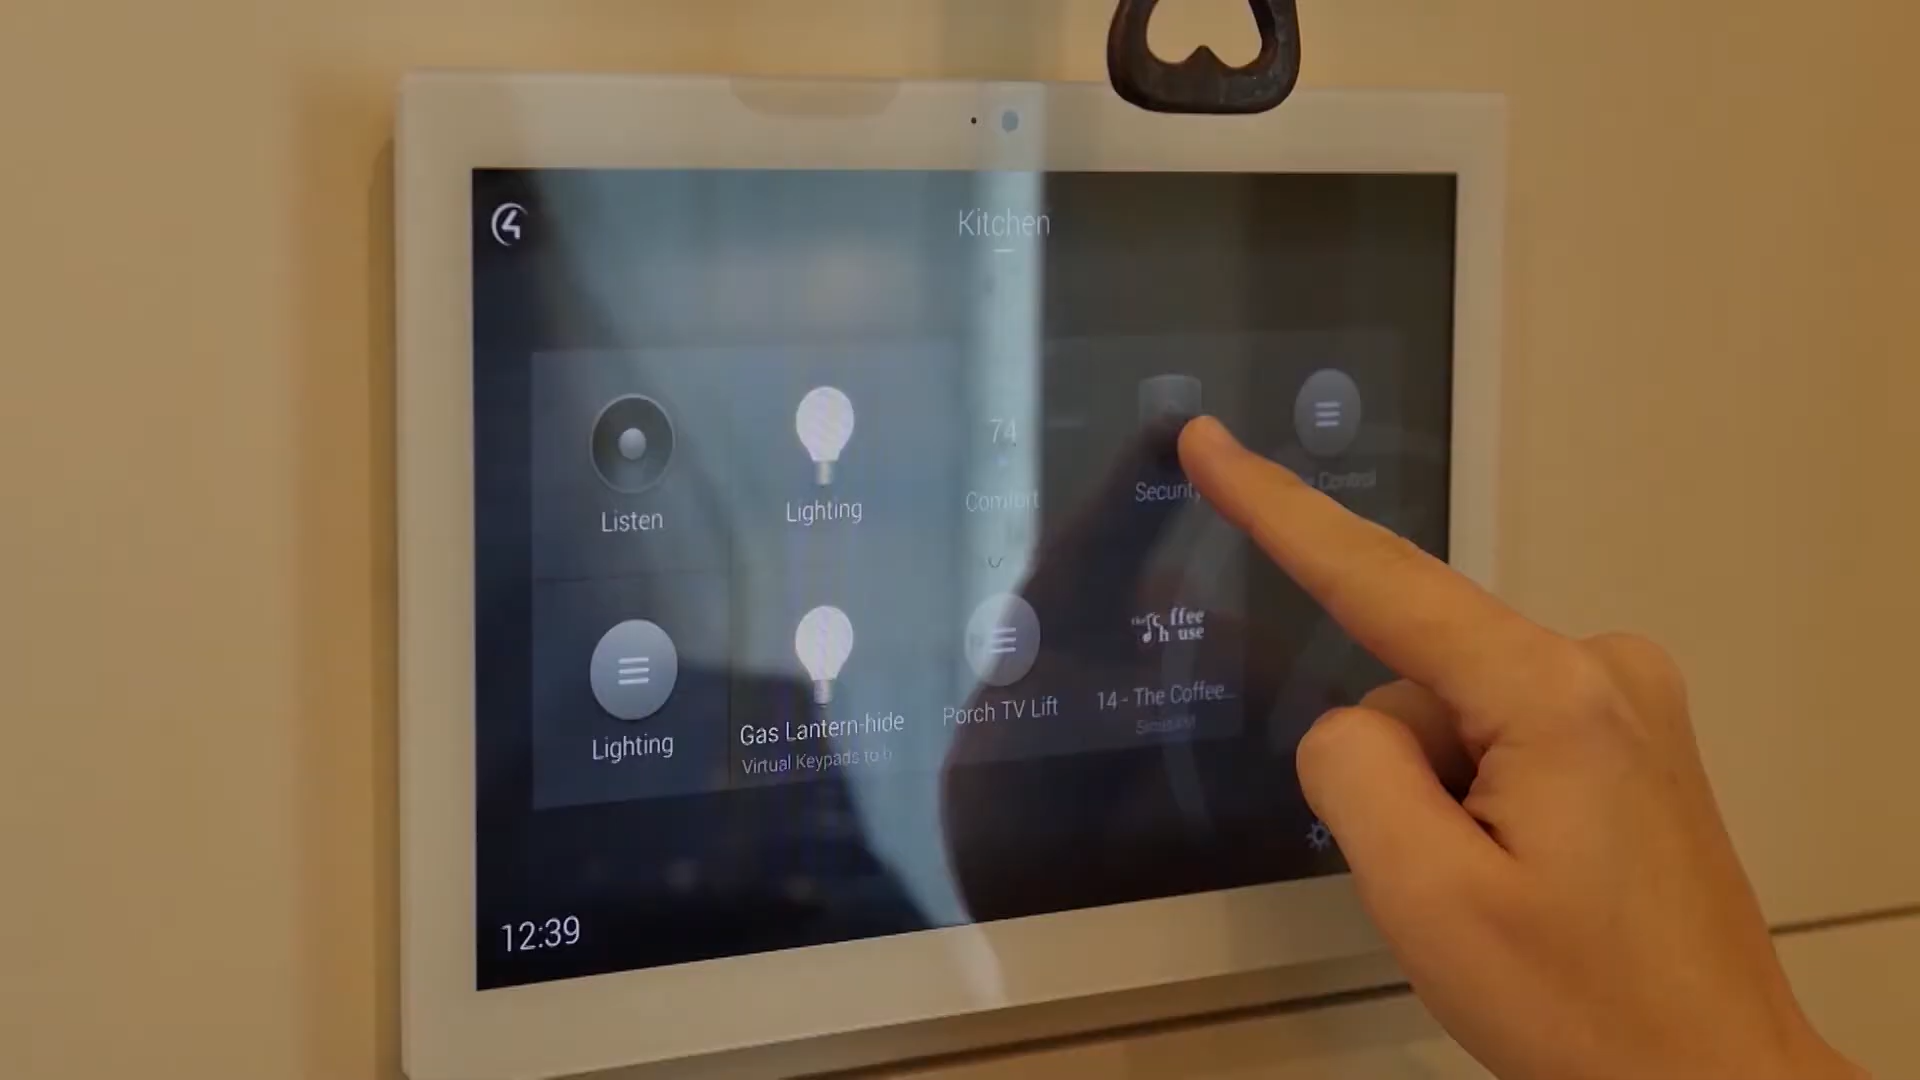 Kitchen
74
Listen
Lighting
Comfort
Security
Control
the Coffee
House
Lighting
Gas Lantern-hide
Virtual Keypads to
Porch TV Lift
14 - The Coffee...
SiriusXM
12:39